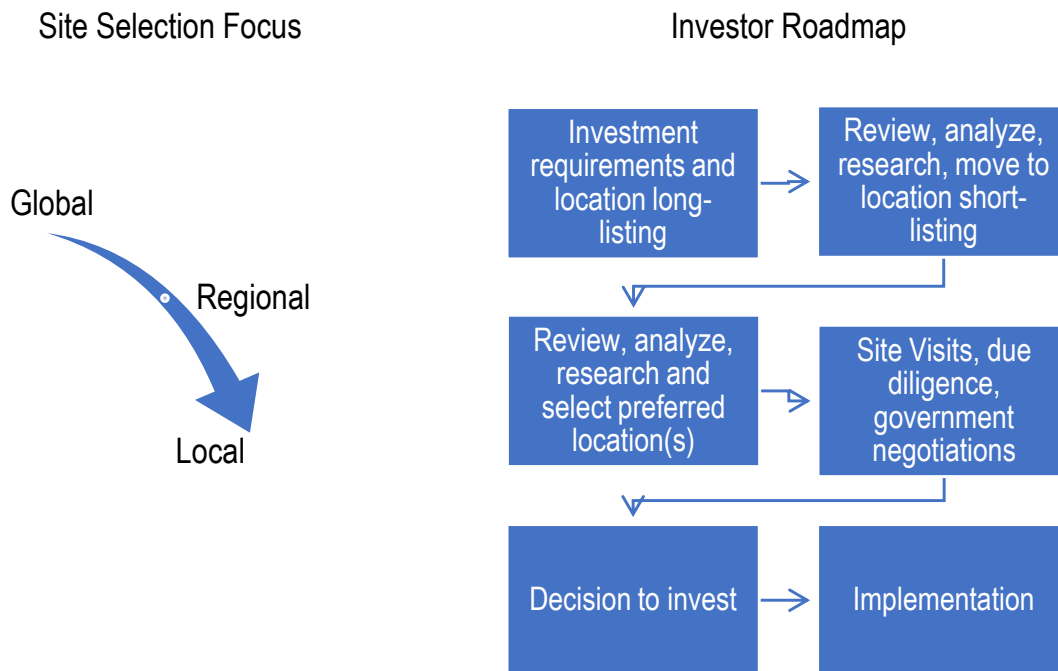 Site Selection Focus
Investor Roadmap
Global
Regional
Local
Investment
requirements and
location long-
listing
Review, analyze,
research, move to
location short-
listing
Review, analyze,
research and
select preferred
location(s)
Site Visits, due
diligence,
government
negotiations
Decision to invest
Implementation